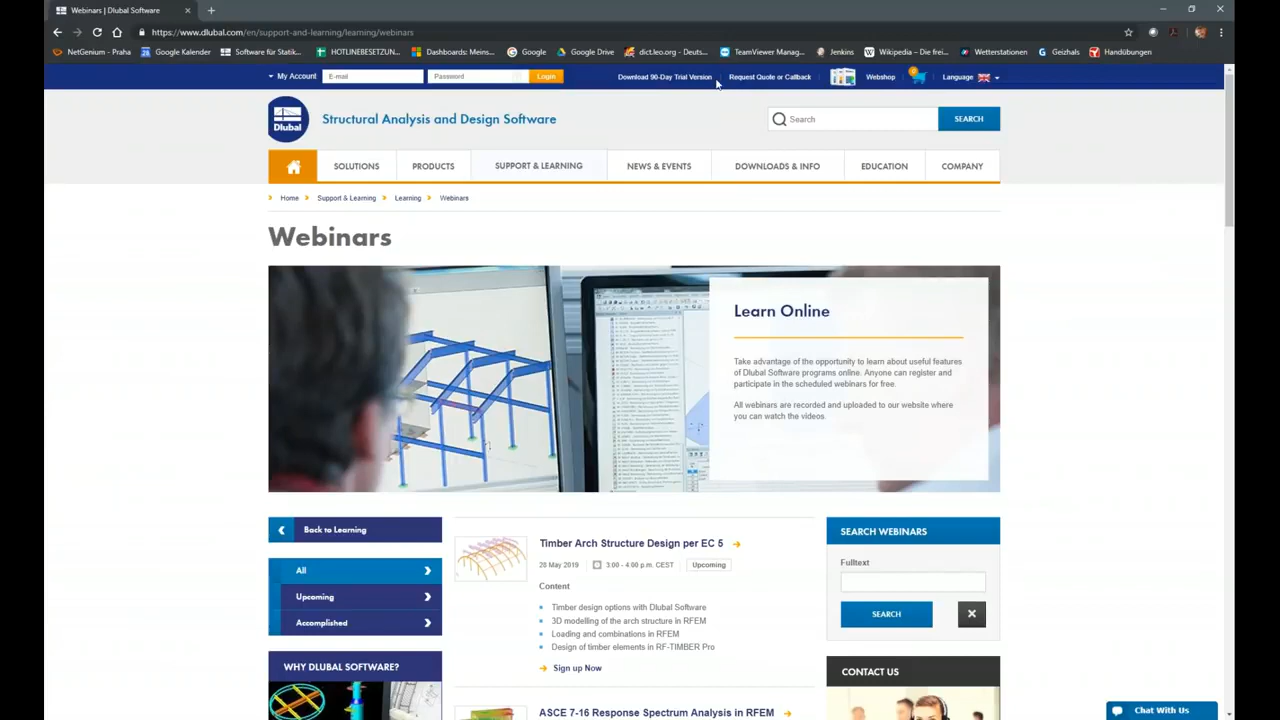 Webinars | Dlubal Software
https://www.dlubal.com/en/support-and-learning/learning/webinars
NetGenium - Praha
Google Kalender
Software für Statik...
HOTLINEBESETZUN...
Dashboards: Meins...
Google
Google Drive
dict.leo.org - Deuts...
TeamViewer Manag...
Jenkins
Wikipedia – Die frei...
Wetterstationen
Geizhals
Handübungen
My Account
E-mail
Password
Login
Download 90-Day Trial Version
Request Quote or Callback
Webshop
0
Language
Dlubal
Structural Analysis and Design Software
Search
SEARCH
SOLUTIONS
PRODUCTS
SUPPORT & LEARNING
NEWS & EVENTS
DOWNLOADS & INFO
EDUCATION
COMPANY
Home
Support & Learning
Learning
Webinars
Webinars
Learn Online
Take advantage of the opportunity to learn about useful features
of Dlubal Software programs online. Anyone can register and
participate in the scheduled webinars for free.
All webinars are recorded and uploaded to our website where
you can watch the videos.
Back to Learning
All
Upcoming
Accomplished
WHY DLUBAL SOFTWARE?
Timber Arch Structure Design per EC 5
28 May 2019
3:00 - 4:00 p.m. CEST
Upcoming
Content
Timber design options with Dlubal Software
3D modelling of the arch structure in RFEM
Loading and combinations in RFEM
Design of timber elements in RF-TIMBER Pro
Sign up Now
ASCE 7-16 Response Spectrum Analysis in RFEM
SEARCH WEBINARS
Fulltext
SEARCH
CONTACT US
Chat With Us